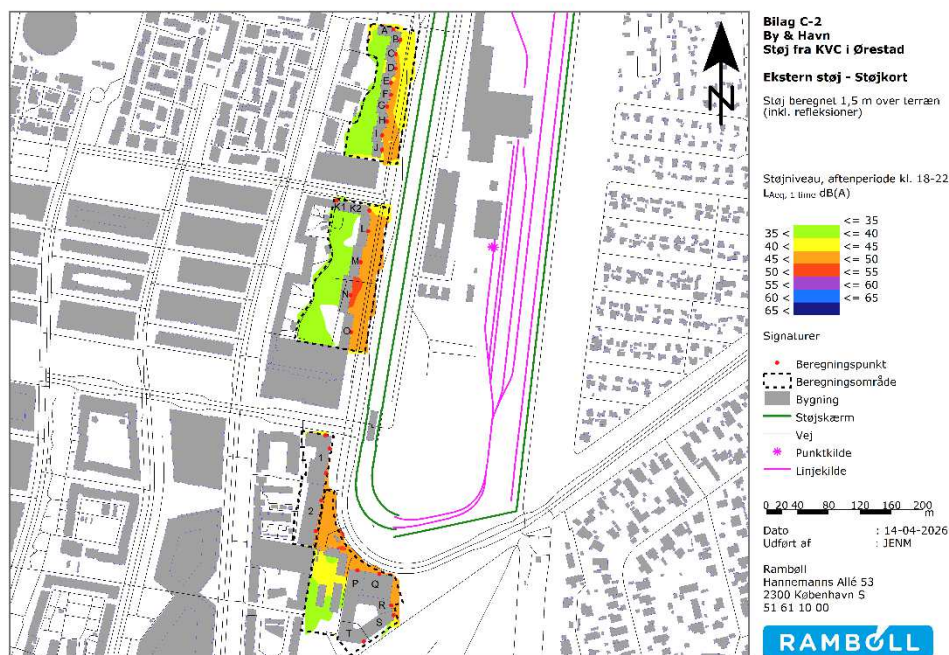 Bilag C-2
By & Havn
Støj fra KVC i Ørestad
Ekstern støj - Støjkort
Støj beregnet 1,5 m over terræn
(inkl. refleksioner)
N
Støjniveau, aftenperiode kl. 18-22
LAeq, 1 time dB(A)
<= 35
35 < <= 40
40 < <= 45
45 < <= 50
50 < <= 55
55 < <= 60
60 < <= 65
65 <
Signaturer
Beregningspunkt
Beregningsområde
Bygning
Støjskærm
Vej
Punktkilde
Linjekilde
0 20 40 80 120 160 200
m
Dato : 14-04-2026
Udført af : JENM
Rambøll
Hannemanns Allé 53
2300 København S
51 61 10 00
RAMBOLL
A
B
C
D
E
F
G
H
I
J
K1 K2
L
M
N
O
1
2
P Q
R
S
T